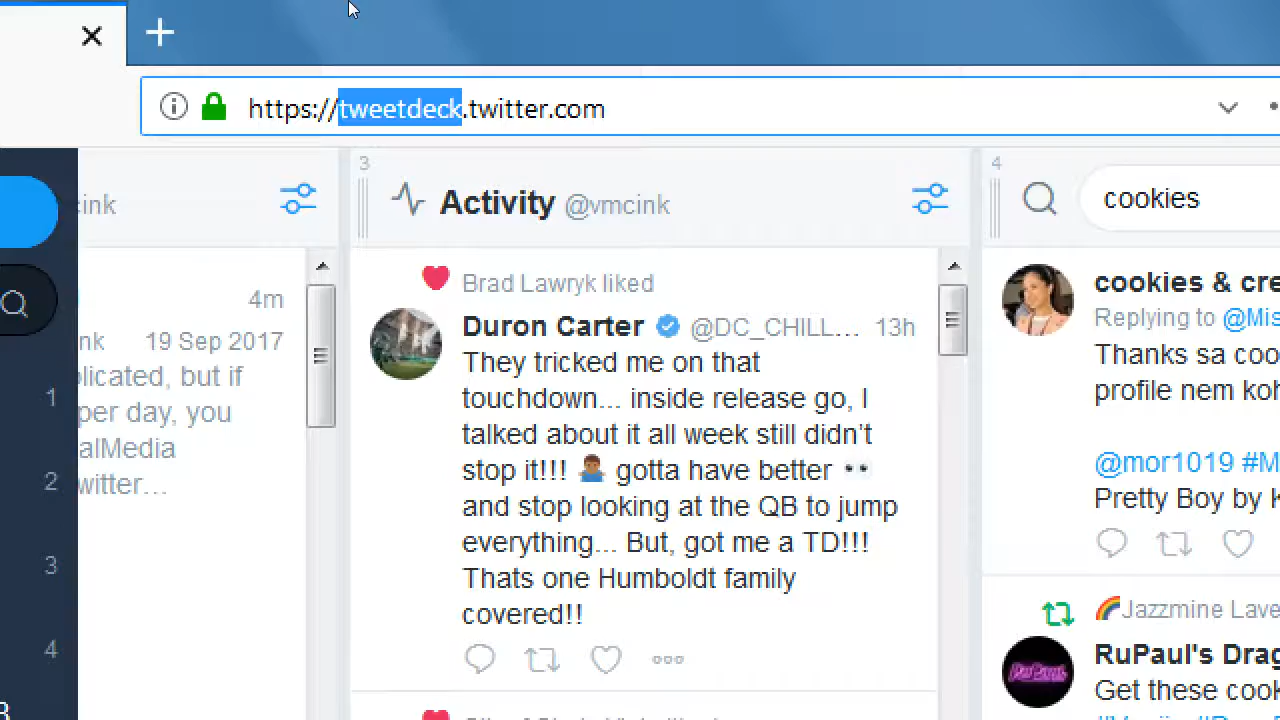 https://tweetdeck.twitter.com
cink
4m
nk 19 Sep 2017
licated, but if
per day, you
alMedia
witter...
1
2
3
4
3
Activity @vmcink
Brad Lawryk liked
Duron Carter @DC_CHILL... 13h
They tricked me on that
touchdown... inside release go, I
talked about it all week still didn't
stop it!!! 🤷🏾‍♂️ gotta have better 👀
and stop looking at the QB to jump
everything... But, got me a TD!!!
Thats one Humboldt family
covered!!
4
cookies
cookies & cre
Replying to @Mis
Thanks sa coo
profile nem ko
@mor1019 #M
Pretty Boy by K
🌈Jazzmine Lave
RuPaul's Drag
Get these cook